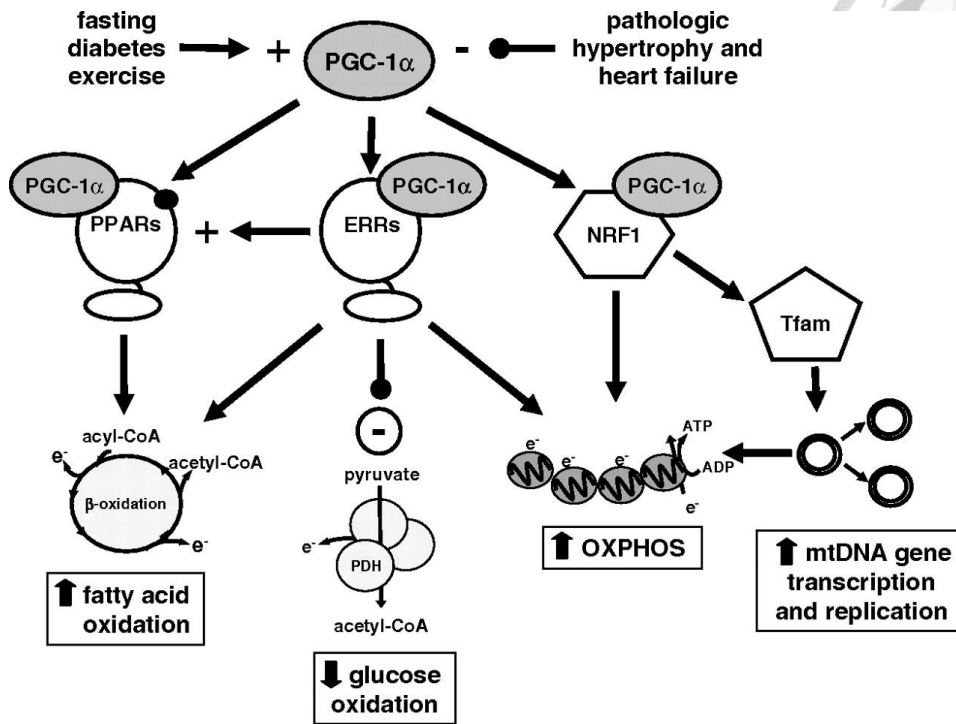 fasting
diabetes
exercise
+
PGC-1α
-
pathologic
hypertrophy and
heart failure
PGC-1α
PPARs
+
PGC-1α
ERRs
PGC-1α
NRF1
Tfam
acyl-CoA
e-
acetyl-CoA
β-oxidation
e-
fatty acid
oxidation
-
pyruvate
e-
PDH
acetyl-CoA
glucose
oxidation
e-
e-
e-
e-
ATP
ADP
e-
OXPHOS
mtDNA gene
transcription
and replication